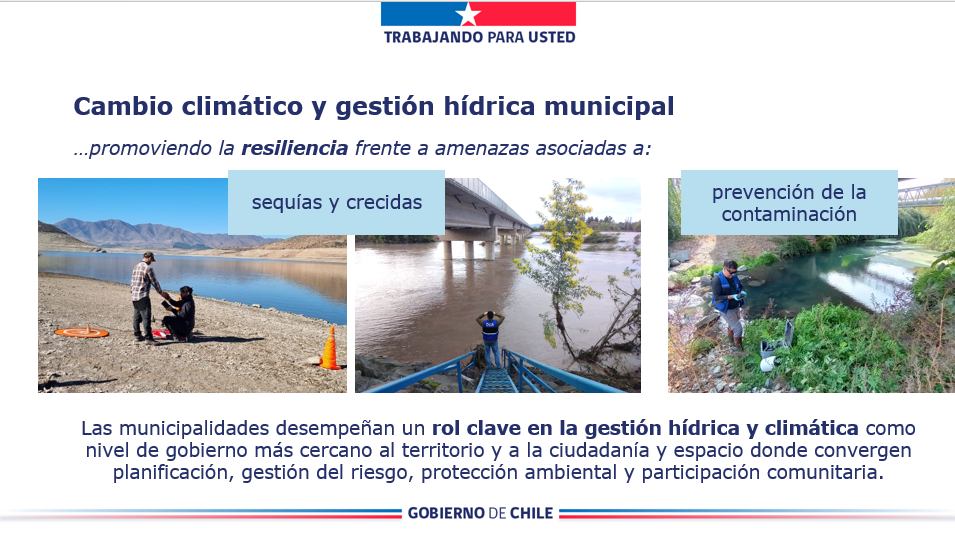 TRABAJANDO PARA USTED
Cambio climático y gestión hídrica municipal
…promoviendo la resiliencia frente a amenazas asociadas a:
sequías y crecidas
prevención de la
contaminación
DGA
Las municipalidades desempeñan un rol clave en la gestión hídrica y climática como
nivel de gobierno más cercano al territorio y a la ciudadanía y espacio donde convergen
planificación, gestión del riesgo, protección ambiental y participación comunitaria.
GOBIERNO DE CHILE